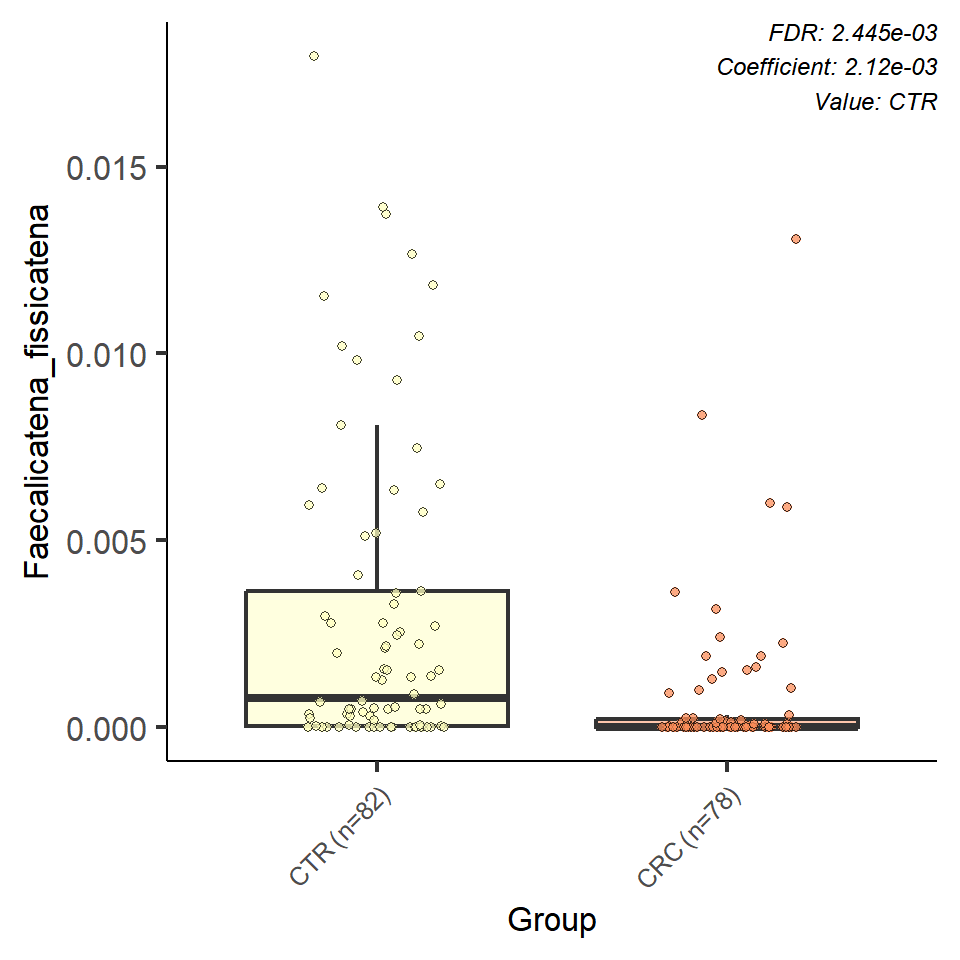 FDR: 2.445e-03
Coefficient: 2.12e-03
Value: CTR
Faecalicatena_fissicatena
0.015
0.010
0.005
0.000
CTR (n=82)
CRC (n=78)
Group